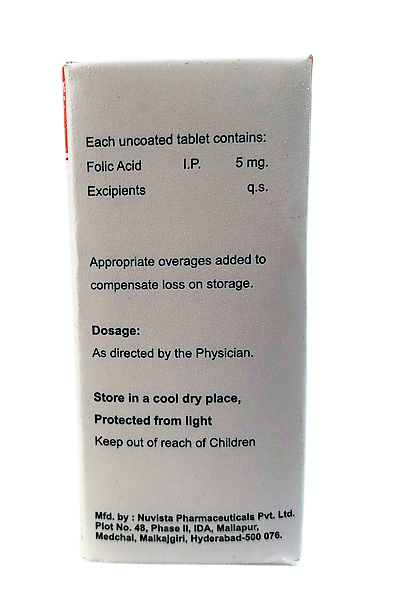 Each uncoated tablet contains:
Folic Acid I.P. 5 mg.
Excipients q.s.
Appropriate overages added to
compensate loss on storage.
Dosage:
As directed by the Physician.
Store in a cool dry place,
Protected from light
Keep out of reach of Children
Mfd. by : Nuvista Pharmaceuticals Pvt. Ltd.
Plot No. 48, Phase II, IDA, Mallapur,
Medchal, Malkajgiri, Hyderabad-500 076.